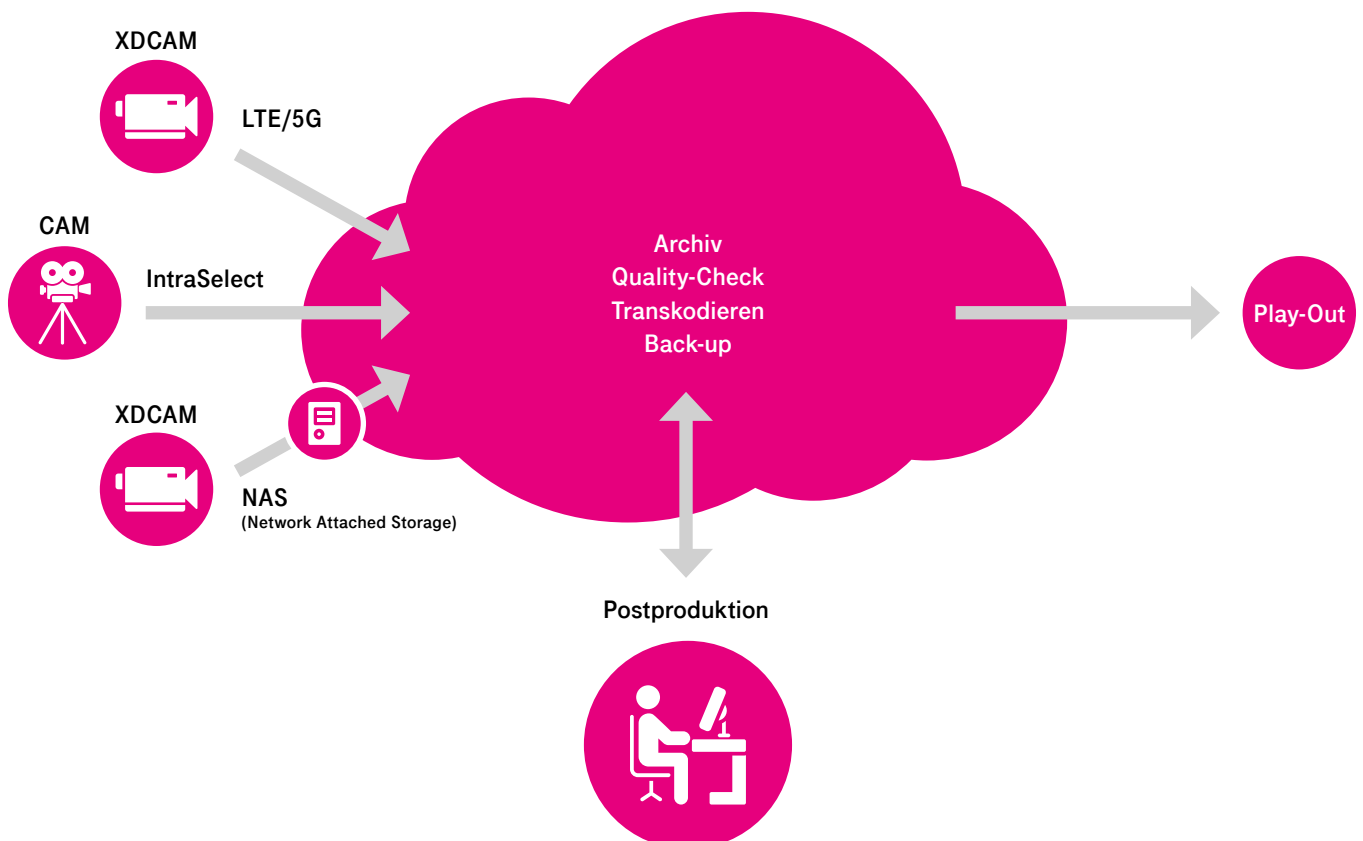 XDCAM
LTE/5G
CAM
IntraSelect
XDCAM
NAS
(Network Attached Storage)
Archiv
Quality-Check
Transkodieren
Back-up
Play-Out
Postproduktion